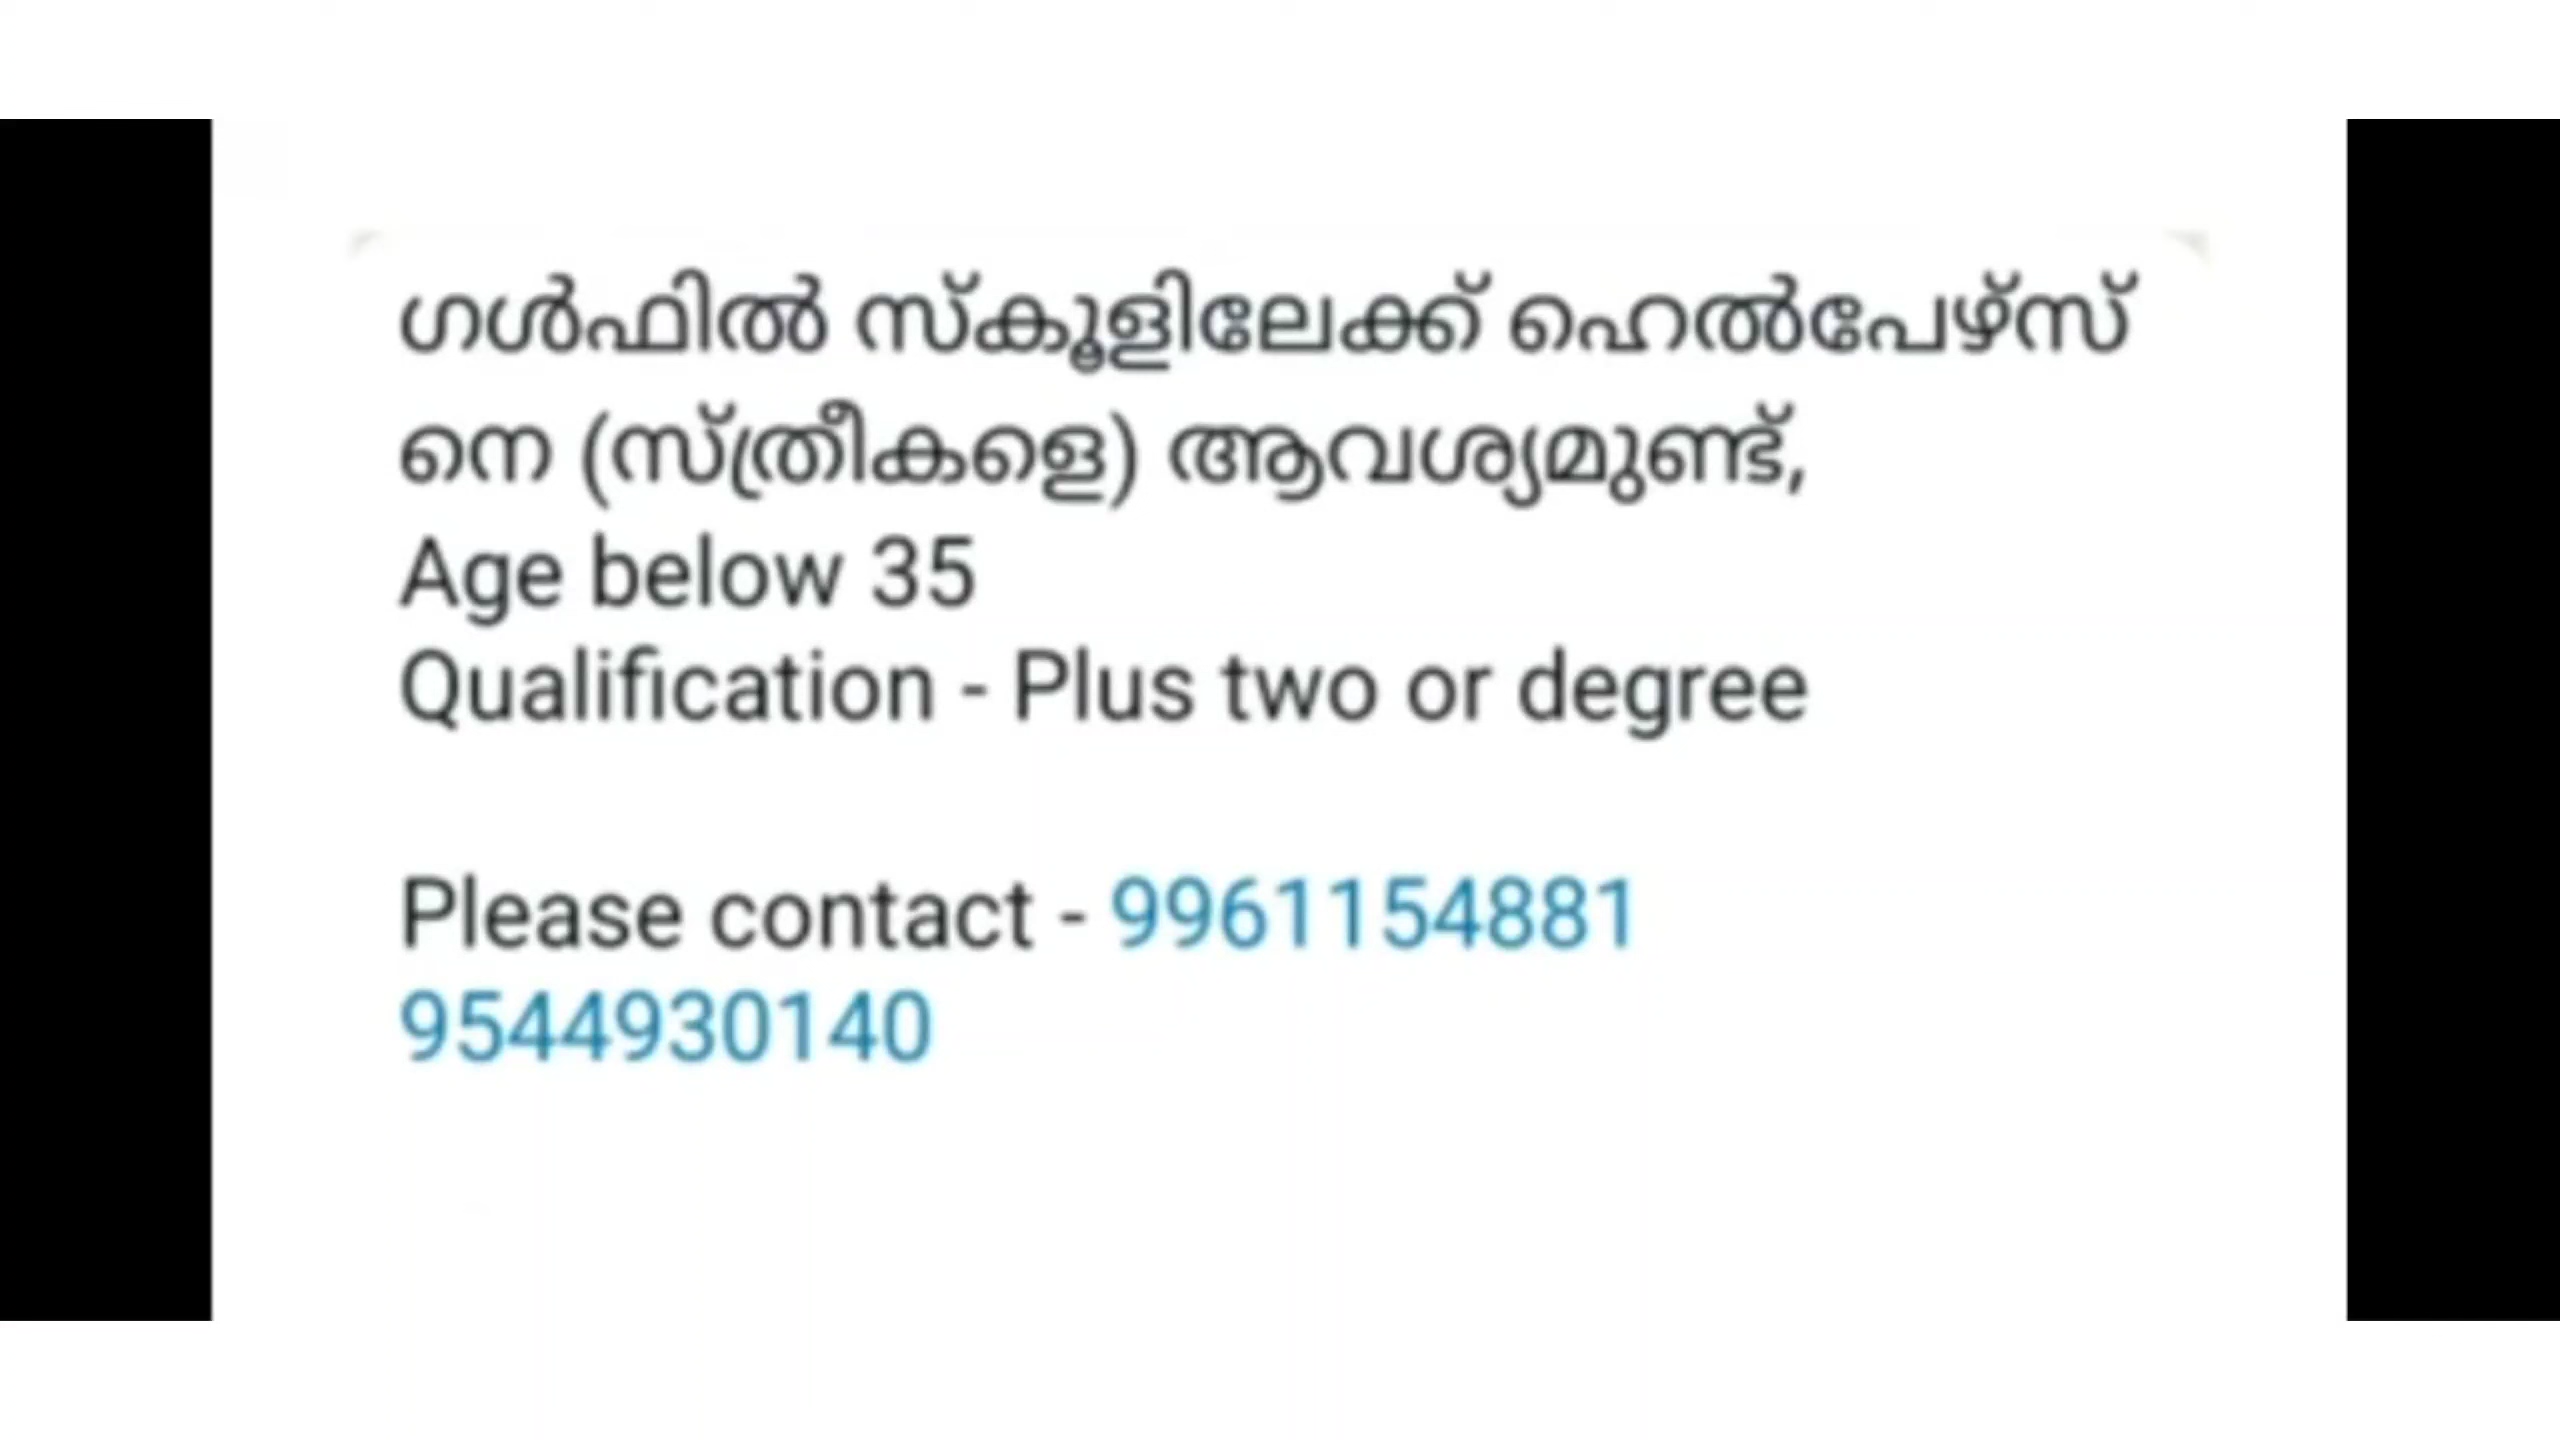 ഗൾഫിൽ സ്കൂളിലേക്ക് ഹെൽപേഴ്സ്
നെ (സ്ത്രീകളെ) ആവശ്യമുണ്ട്,
Age below 35
Qualification - Plus two or degree
Please contact - 9961154881
9544930140